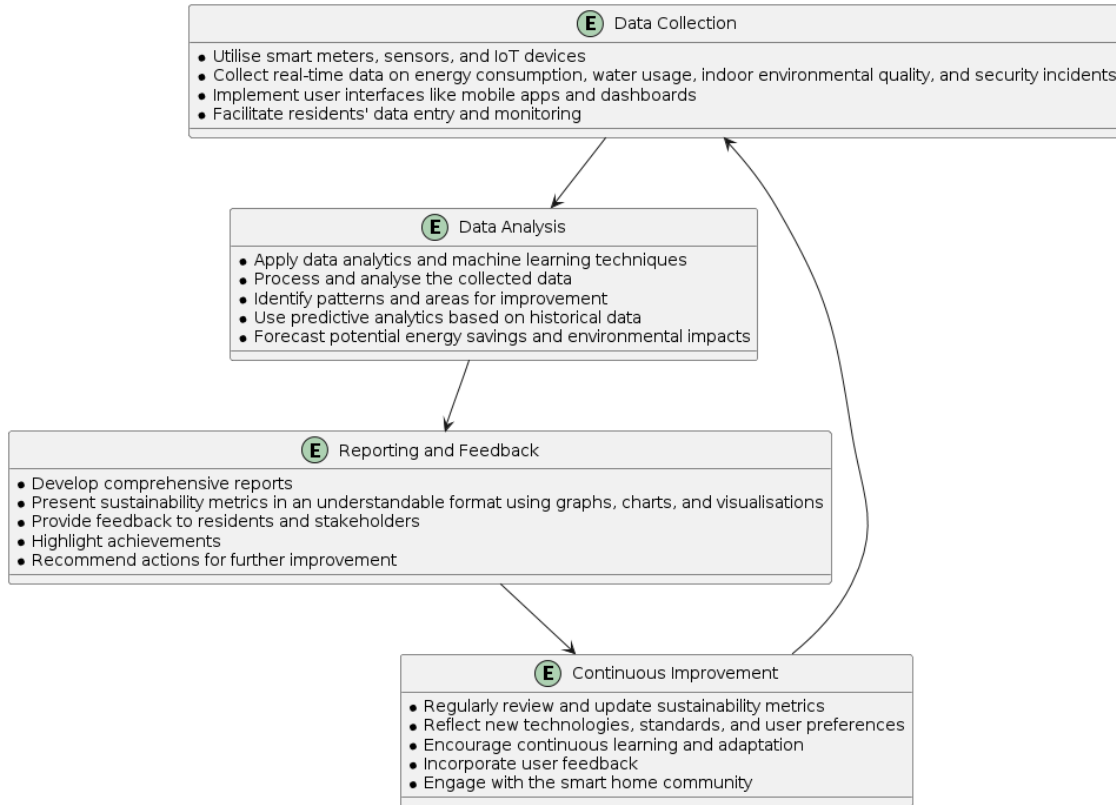 E Data Collection
• Utilise smart meters, sensors, and IoT devices
• Collect real-time data on energy consumption, water usage, indoor environmental quality, and security incidents
• Implement user interfaces like mobile apps and dashboards
• Facilitate residents' data entry and monitoring
E Data Analysis
• Apply data analytics and machine learning techniques
• Process and analyse the collected data
• Identify patterns and areas for improvement
• Use predictive analytics based on historical data
• Forecast potential energy savings and environmental impacts
E Reporting and Feedback
• Develop comprehensive reports
• Present sustainability metrics in an understandable format using graphs, charts, and visualisations
• Provide feedback to residents and stakeholders
• Highlight achievements
• Recommend actions for further improvement
E Continuous Improvement
• Regularly review and update sustainability metrics
• Reflect new technologies, standards, and user preferences
• Encourage continuous learning and adaptation
• Incorporate user feedback
• Engage with the smart home community